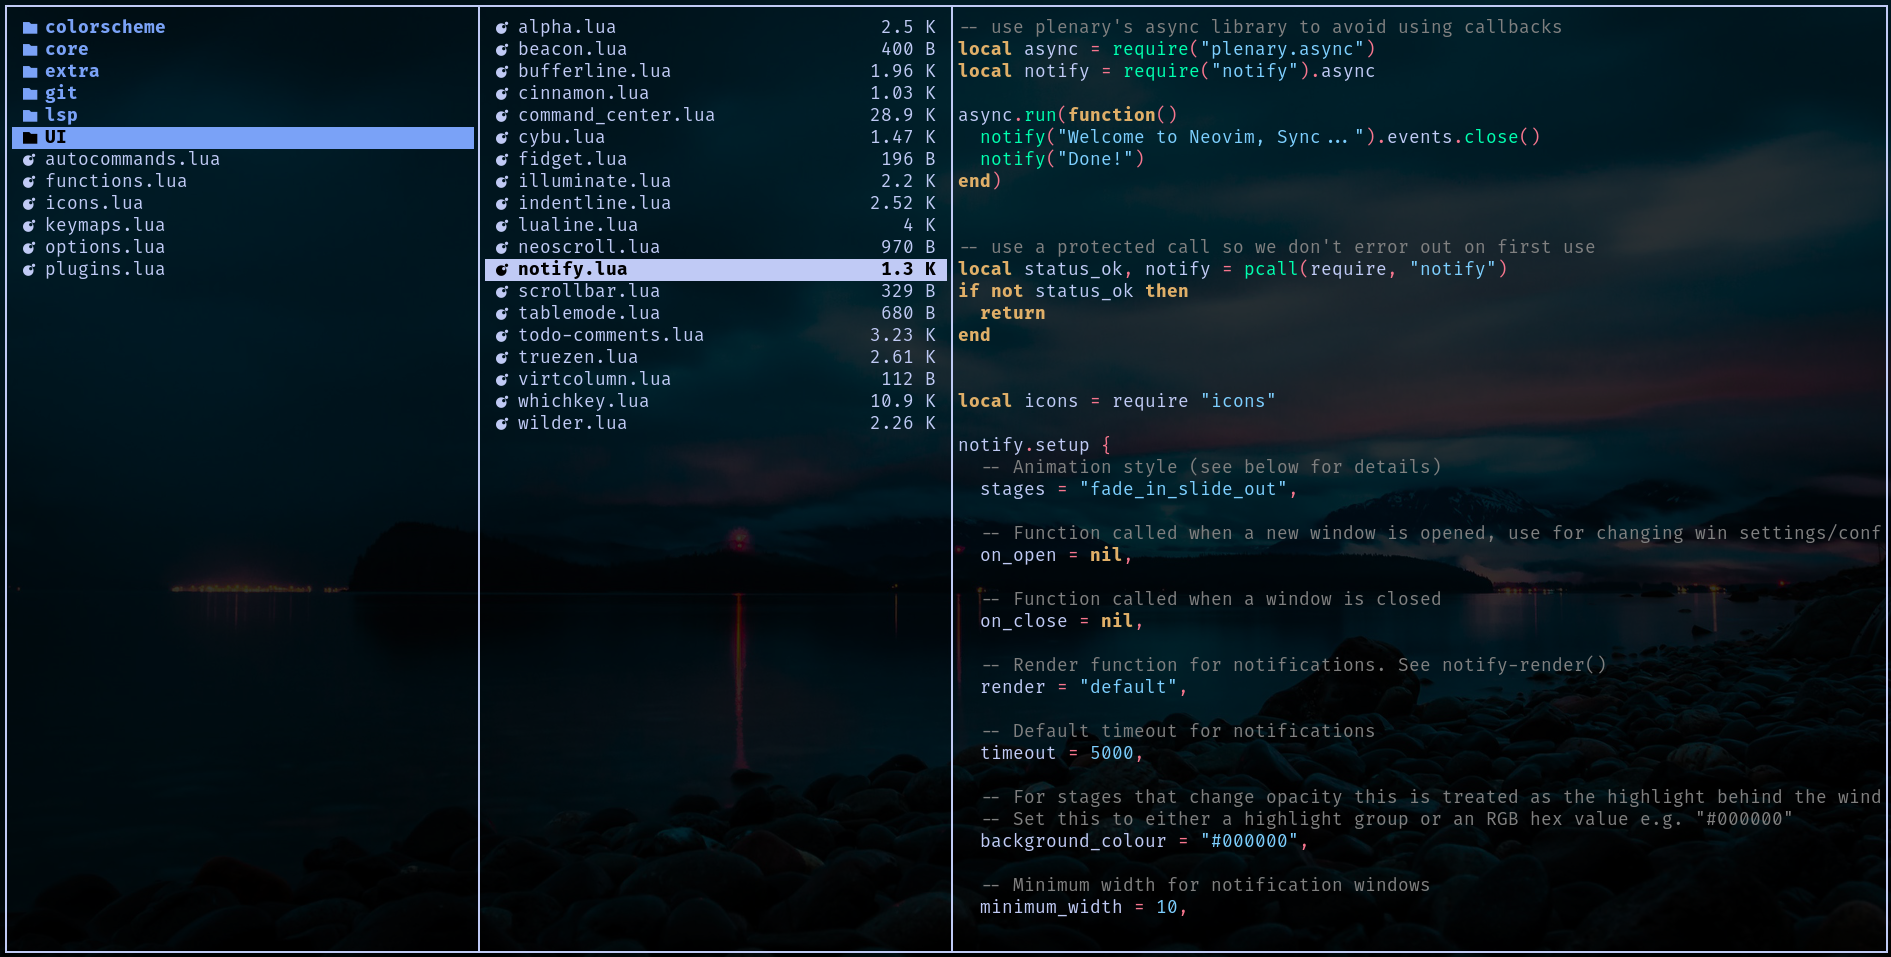 colorscheme
core
extra
git
lsp
UI
autocommands.lua
functions.lua
icons.lua
keymaps.lua
options.lua
plugins.lua
alpha.lua 2.5 K
beacon.lua 400 B
bufferline.lua 1.96 K
cinnamon.lua 1.03 K
command_center.lua 28.9 K
cybu.lua 1.47 K
fidget.lua 196 B
illuminate.lua 2.2 K
indentline.lua 2.52 K
lualine.lua 4 K
neoscroll.lua 970 B
notify.lua 1.3 K
scrollbar.lua 329 B
tablemode.lua 680 B
todo-comments.lua 3.23 K
truezen.lua 2.61 K
virtcolumn.lua 112 B
whichkey.lua 10.9 K
wilder.lua 2.26 K
-- use plenary's async library to avoid using callbacks
local async = require("plenary.async")
local notify = require("notify").async
async.run(function()
  notify("Welcome to Neovim, Sync...").events.close()
  notify("Done!")
end)
-- use a protected call so we don't error out on first use
local status_ok, notify = pcall(require, "notify")
if not status_ok then
  return
end
local icons = require "icons"
notify.setup {
  -- Animation style (see below for details)
  stages = "fade_in_slide_out",
  -- Function called when a new window is opened, use for changing win settings/conf
  on_open = nil,
  -- Function called when a window is closed
  on_close = nil,
  -- Render function for notifications. See notify-render()
  render = "default",
  -- Default timeout for notifications
  timeout = 5000,
  -- For stages that change opacity this is treated as the highlight behind the wind
  -- Set this to either a highlight group or an RGB hex value e.g. "#000000"
  background_colour = "#000000",
  -- Minimum width for notification windows
  minimum_width = 10,